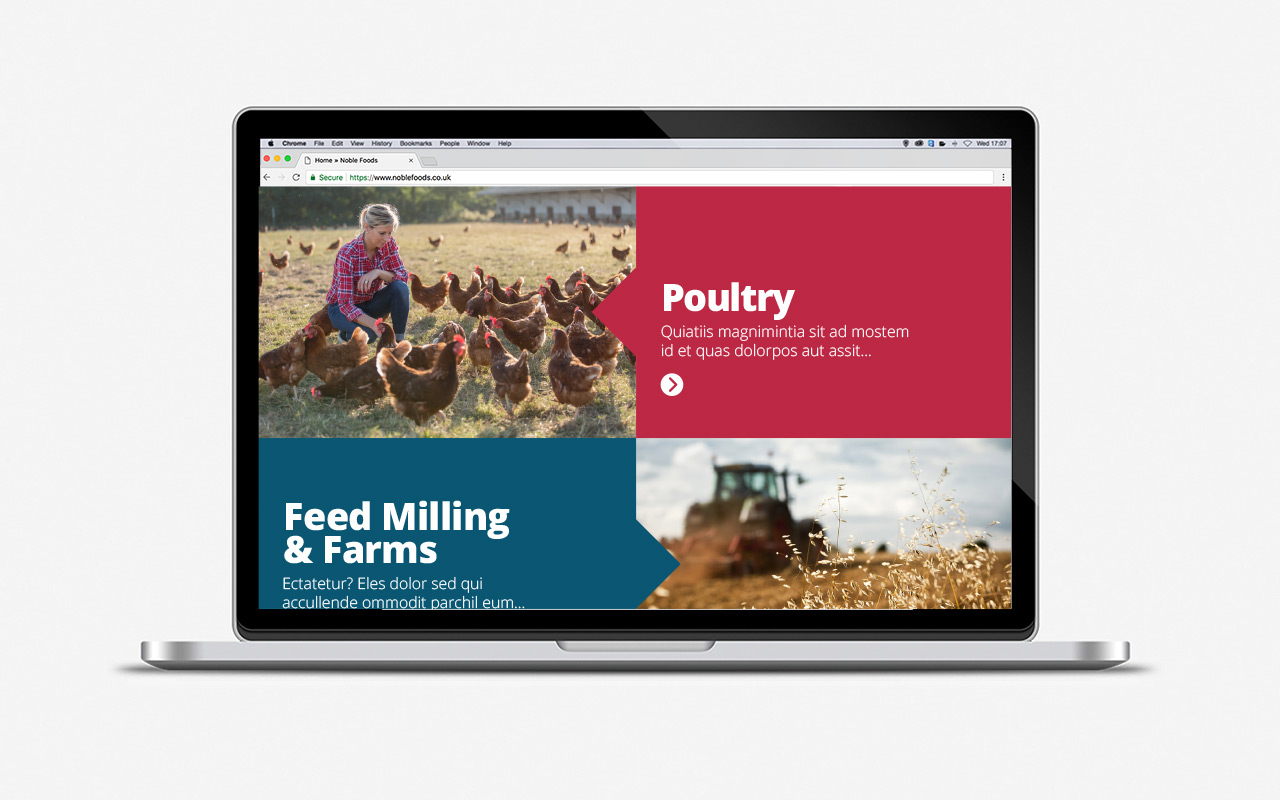 Chrome File Edit View History Bookmarks People Window Help Wed 17:07
Home » Noble Foods
Secure https://www.noblefoods.co.uk
Poultry
Quiatiis magnimintia sit ad mostem
id et quas dolorpos aut assit...
Feed Milling
& Farms
Ectatetur? Eles dolor sed qui
accullende ommodit parchil eum...